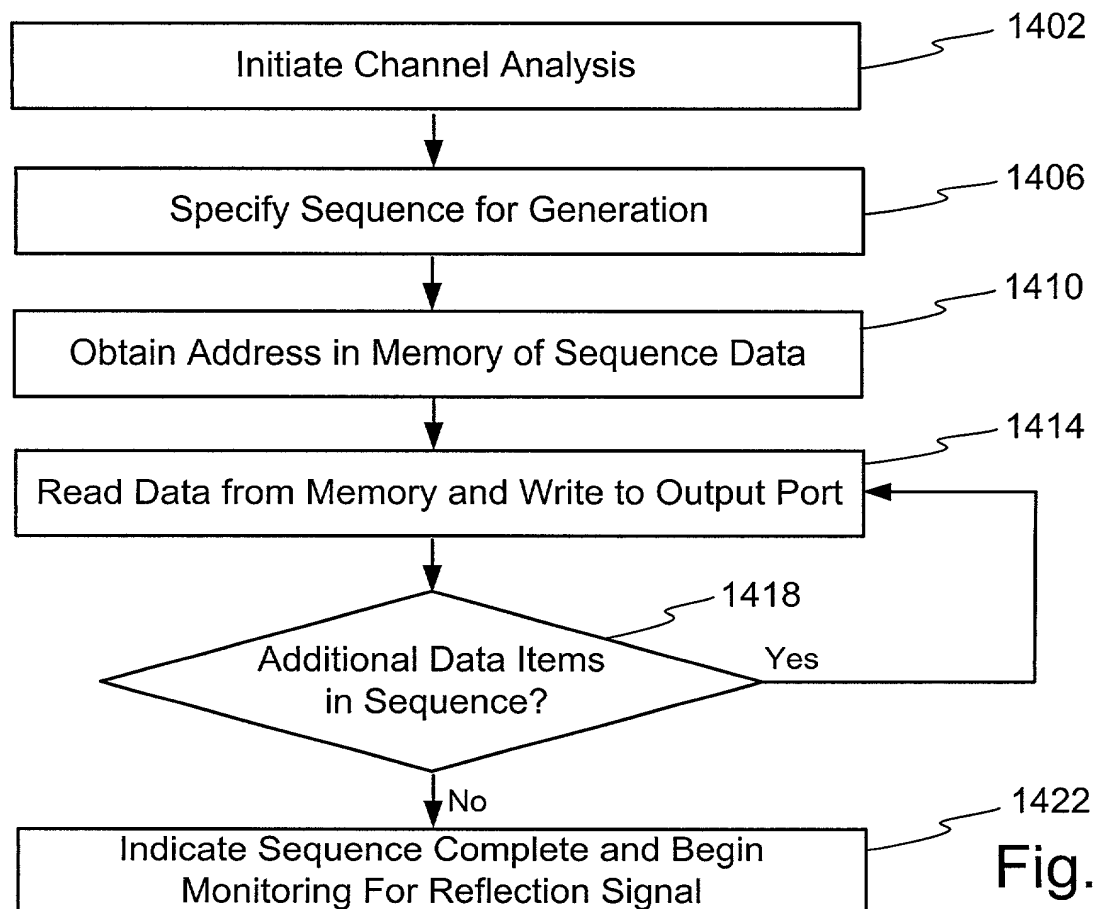 1402
Initiate Channel Analysis
1406
Specify Sequence for Generation
1410
Obtain Address in Memory of Sequence Data
1414
Read Data from Memory and Write to Output Port
1418
Additional Data Items
in Sequence?
Yes
No
1422
Indicate Sequence Complete and Begin
Monitoring For Reflection Signal
Fig.